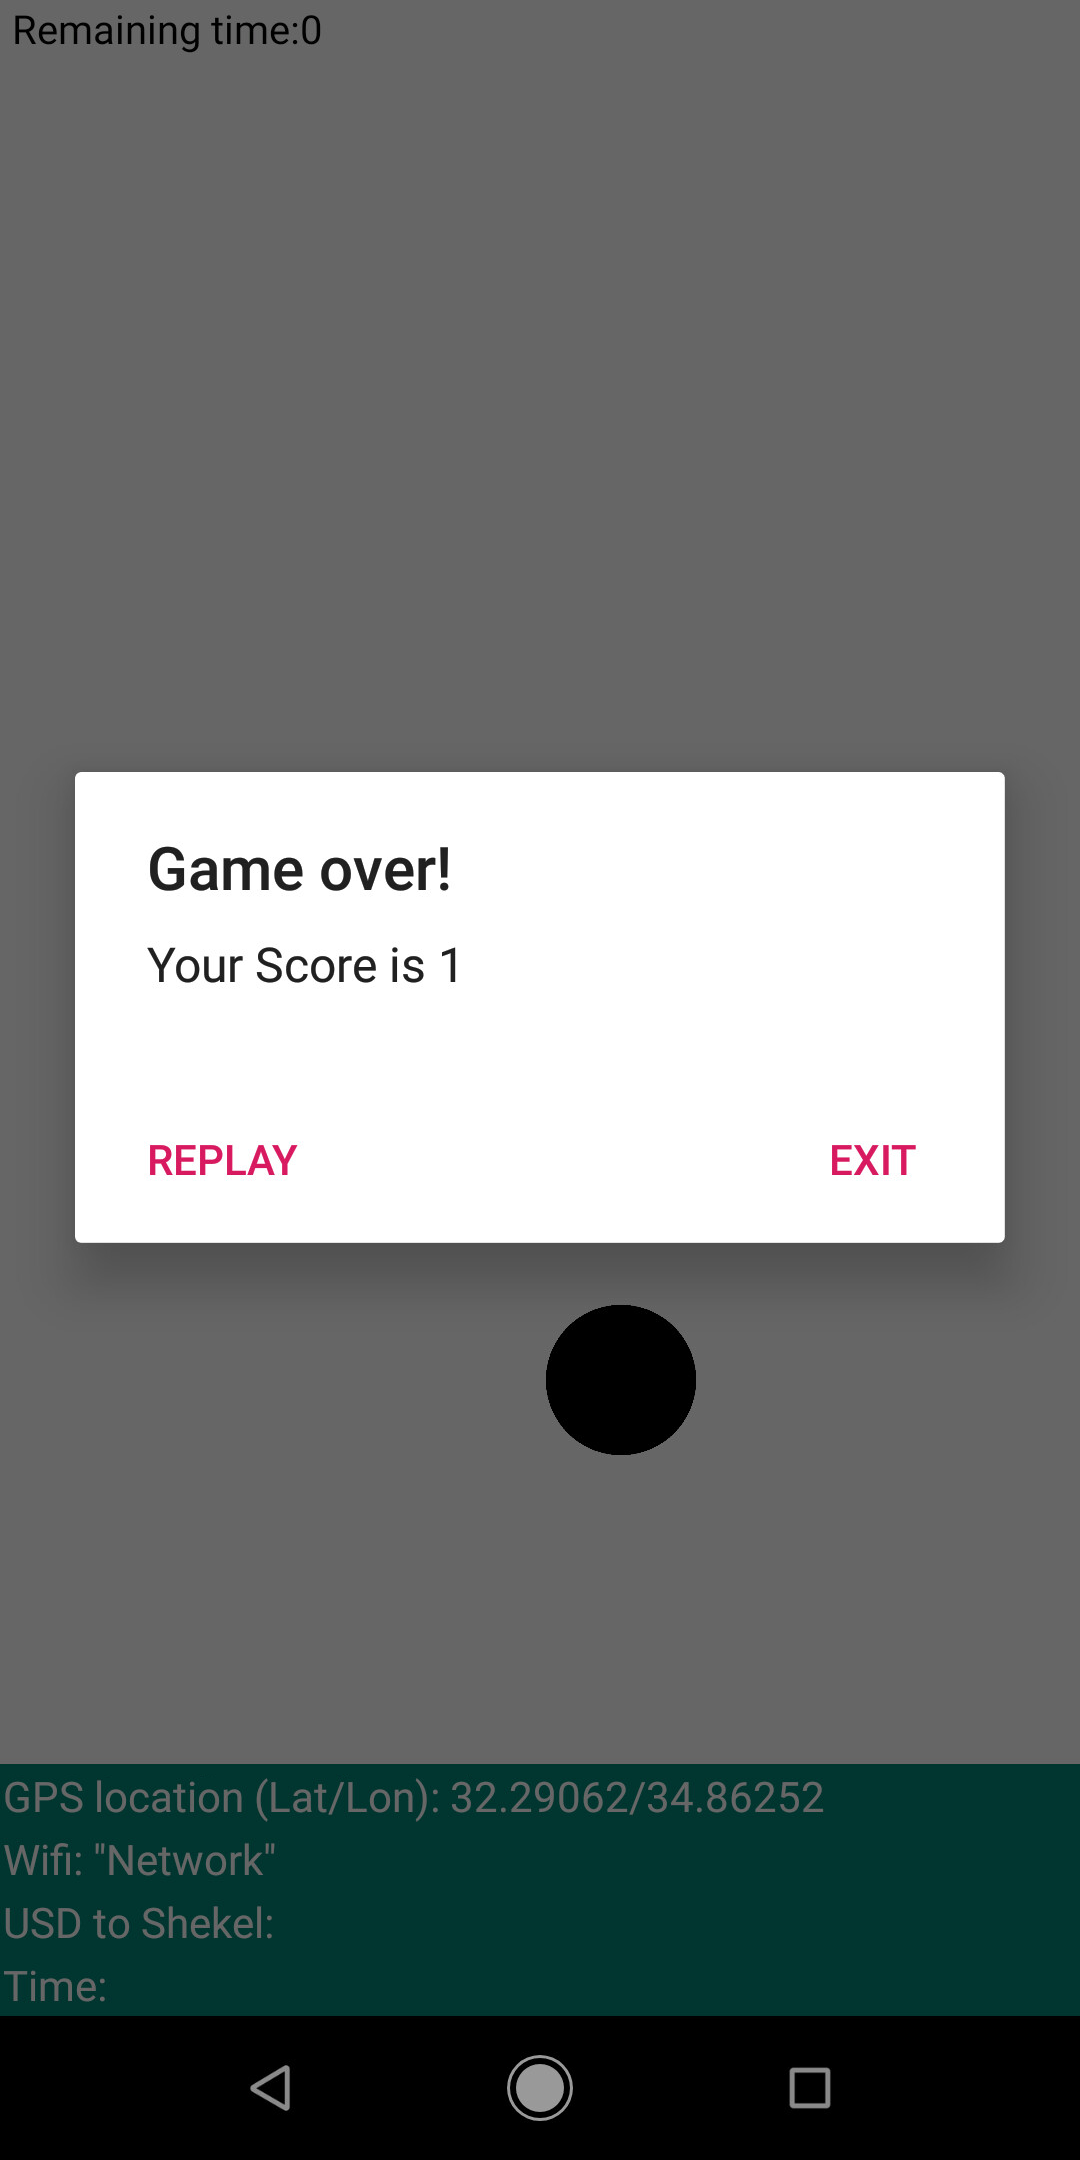 Remaining time:0
Game over!
Your Score is 1
REPLAY
EXIT
GPS location (Lat/Lon): 32.29062/34.86252
Wifi: "Network"
USD to Shekel:
Time: